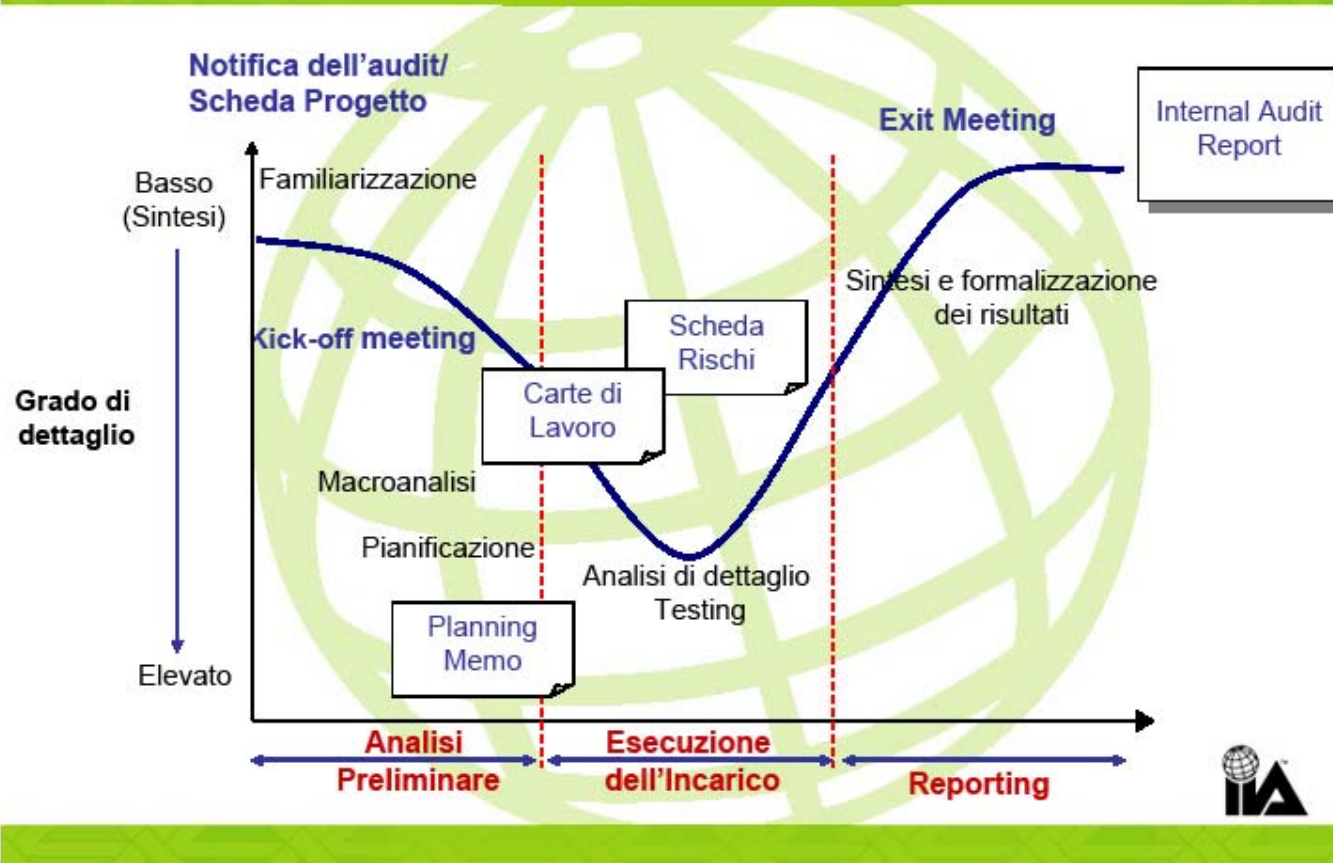 Notifica dell'audit/
Scheda Progetto
Exit Meeting
Internal Audit
Report
Basso
(Sintesi)
Familiarizzazione
Sintesi e formalizzazione
dei risultati
Kick-off meeting
Scheda
Rischi
Carte di
Lavoro
Grado di
dettaglio
Macroanalisi
Pianificazione
Analisi di dettaglio
Testing
Planning
Memo
Elevato
Analisi
Preliminare
Esecuzione
dell'Incarico
Reporting
IIA